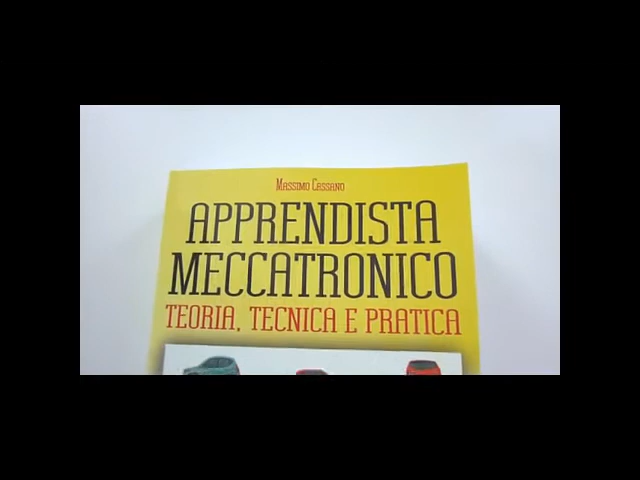 Massimo Cassano
APPRENDISTA
MECCATRONICO
TEORIA, TECNICA E PRATICA